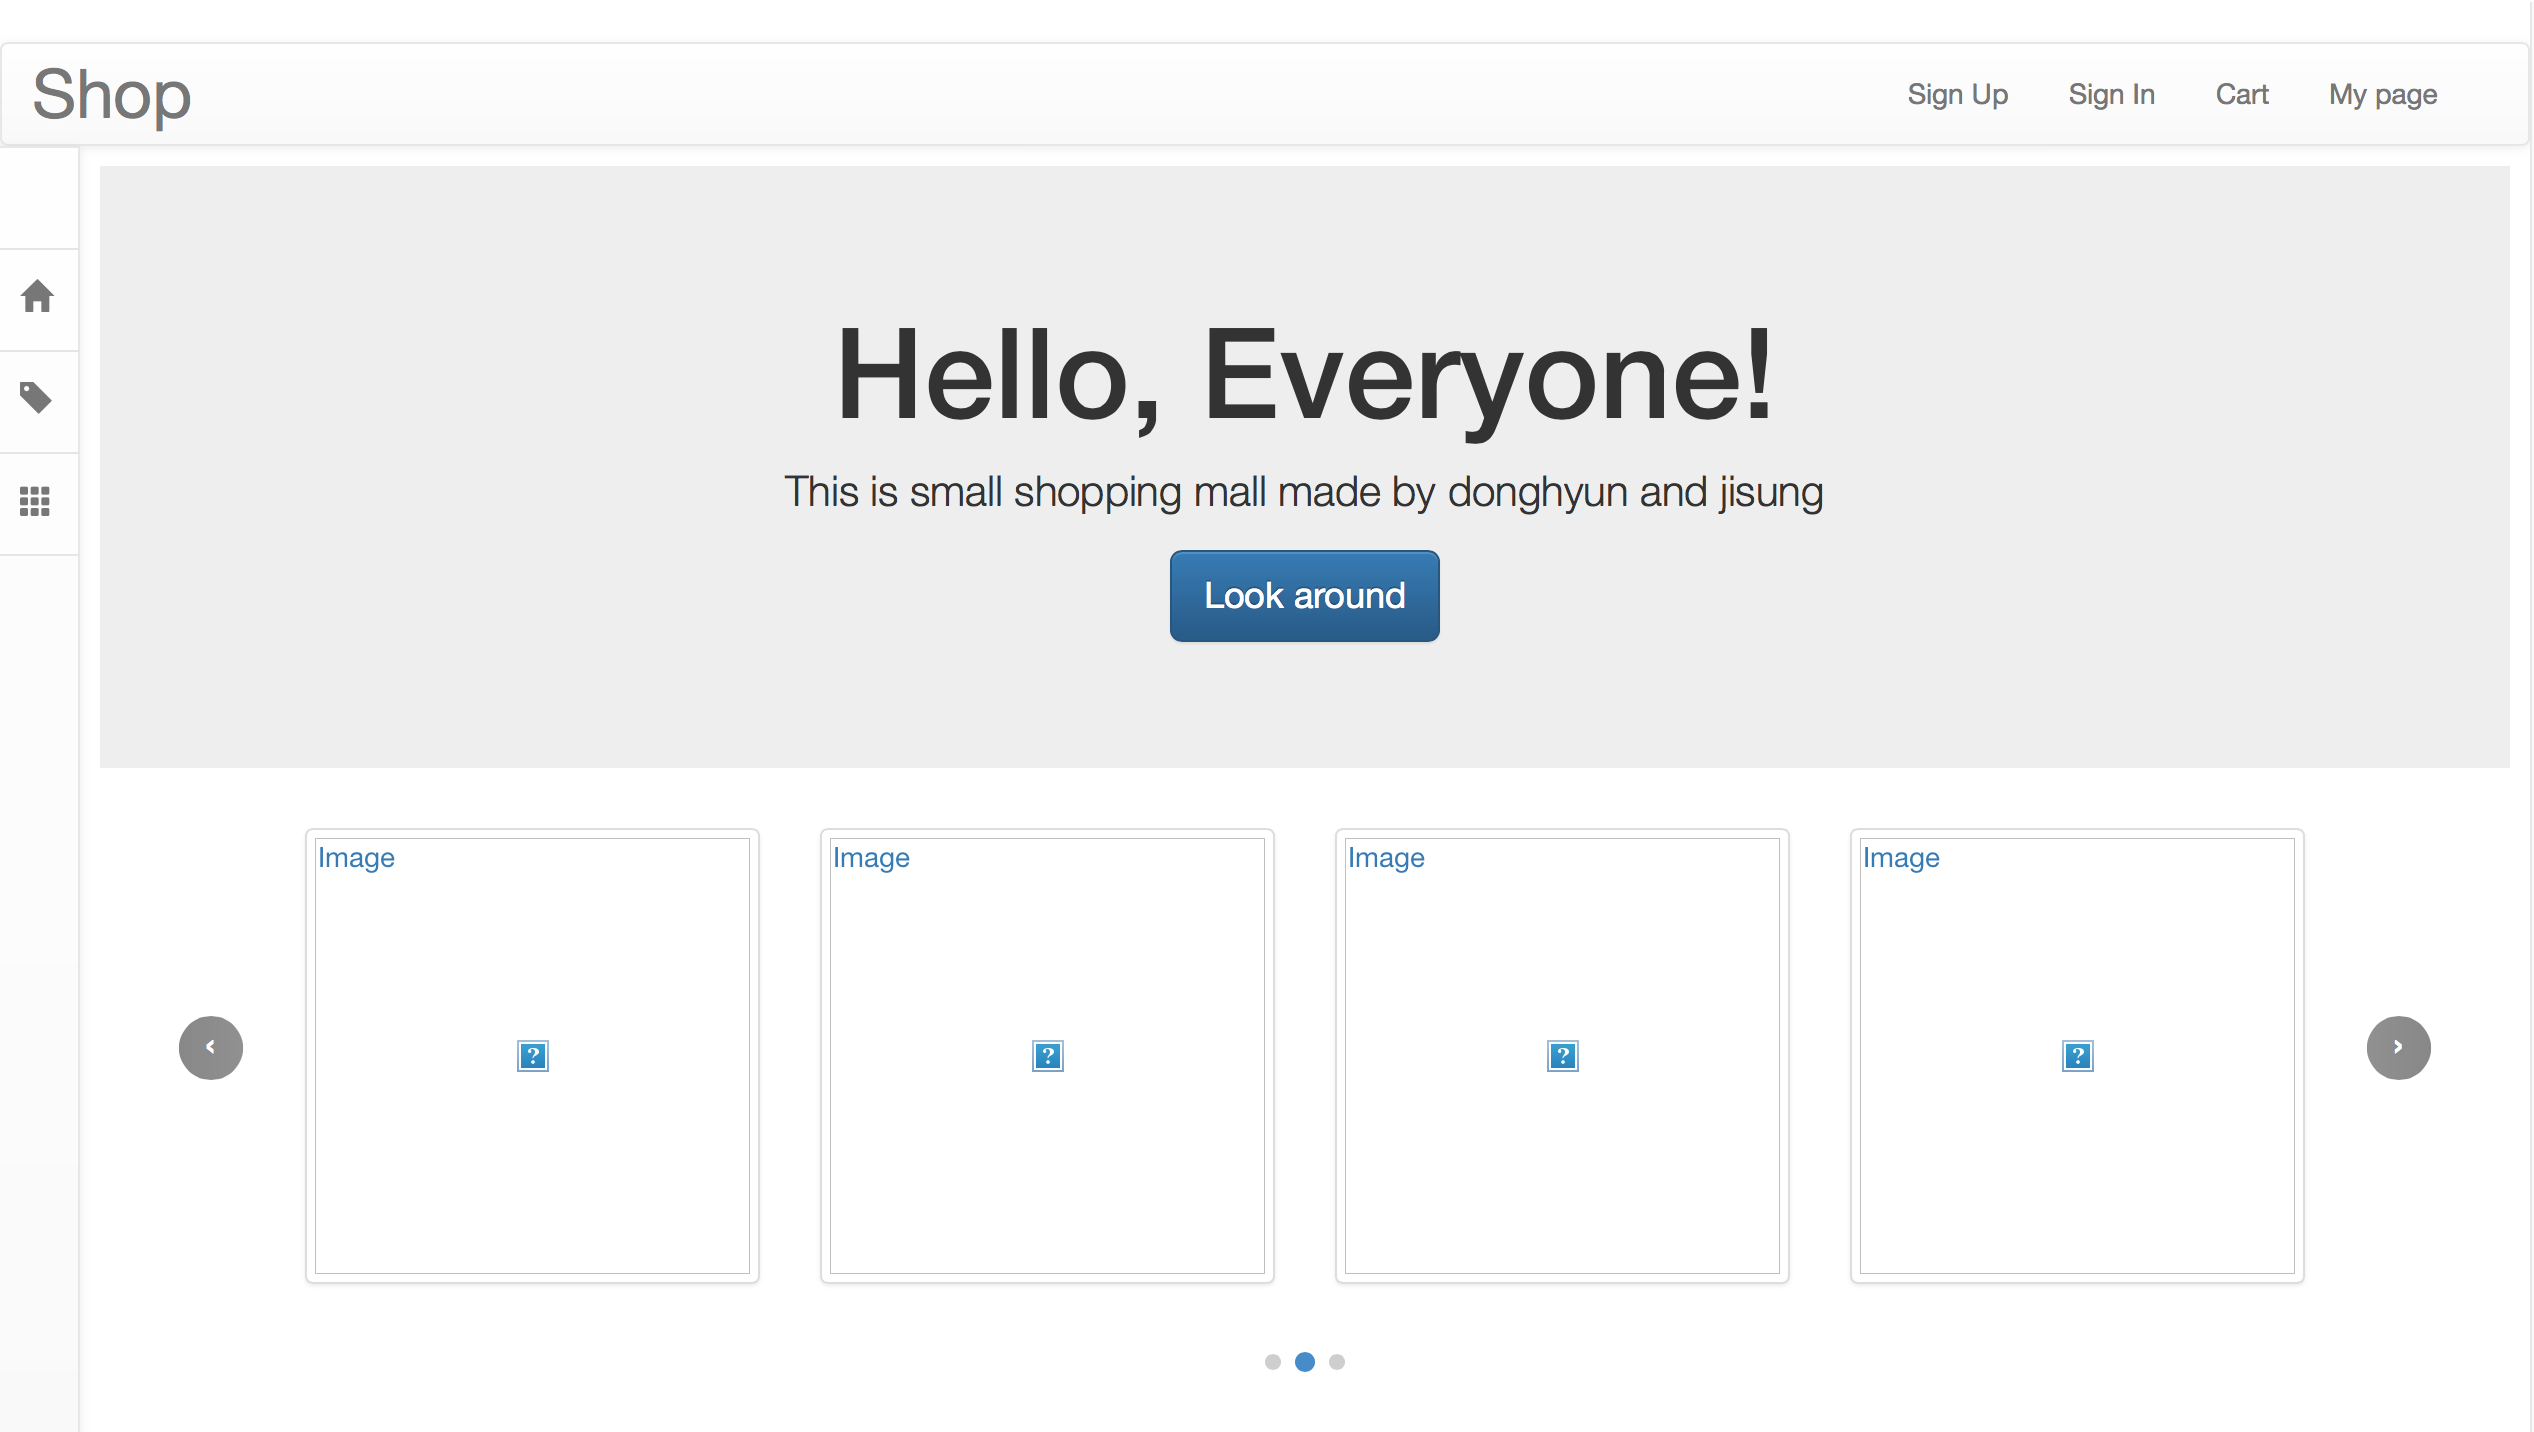 Shop
Sign Up Sign In Cart My page
Hello, Everyone!
This is small shopping mall made by donghyun and jisung
Look around
Image Image Image Image
‹ ? ? ? ? ›